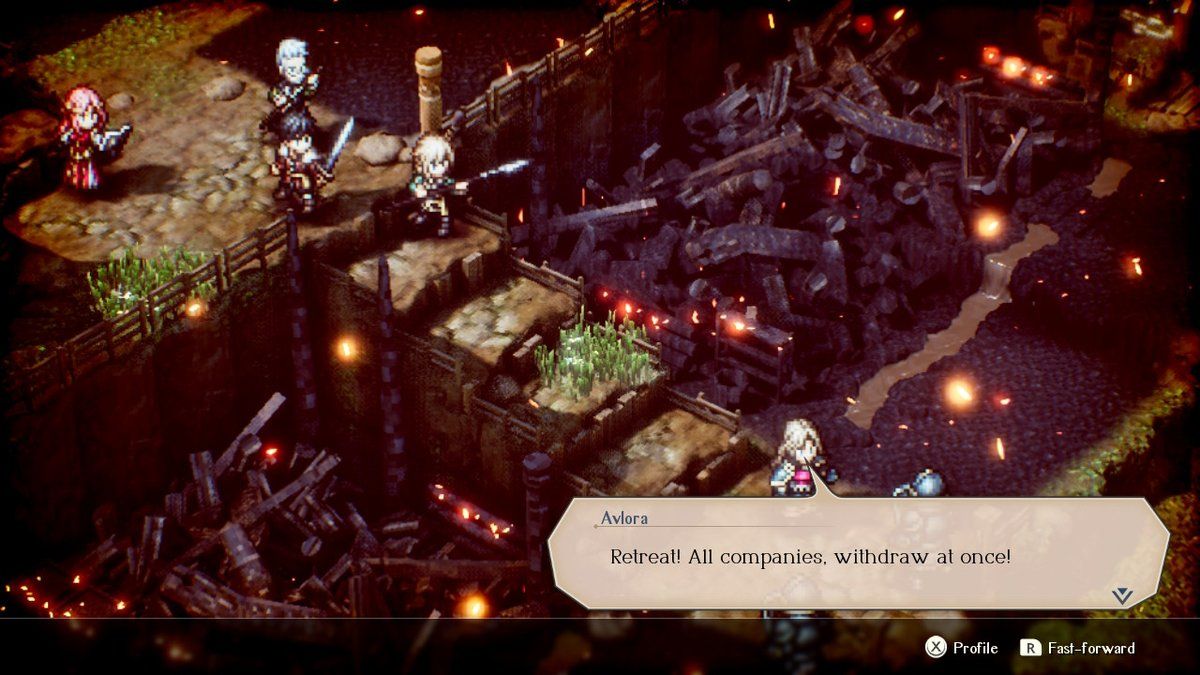 Avlora
Retreat! All companies, withdraw at once!
X Profile R Fast-forward